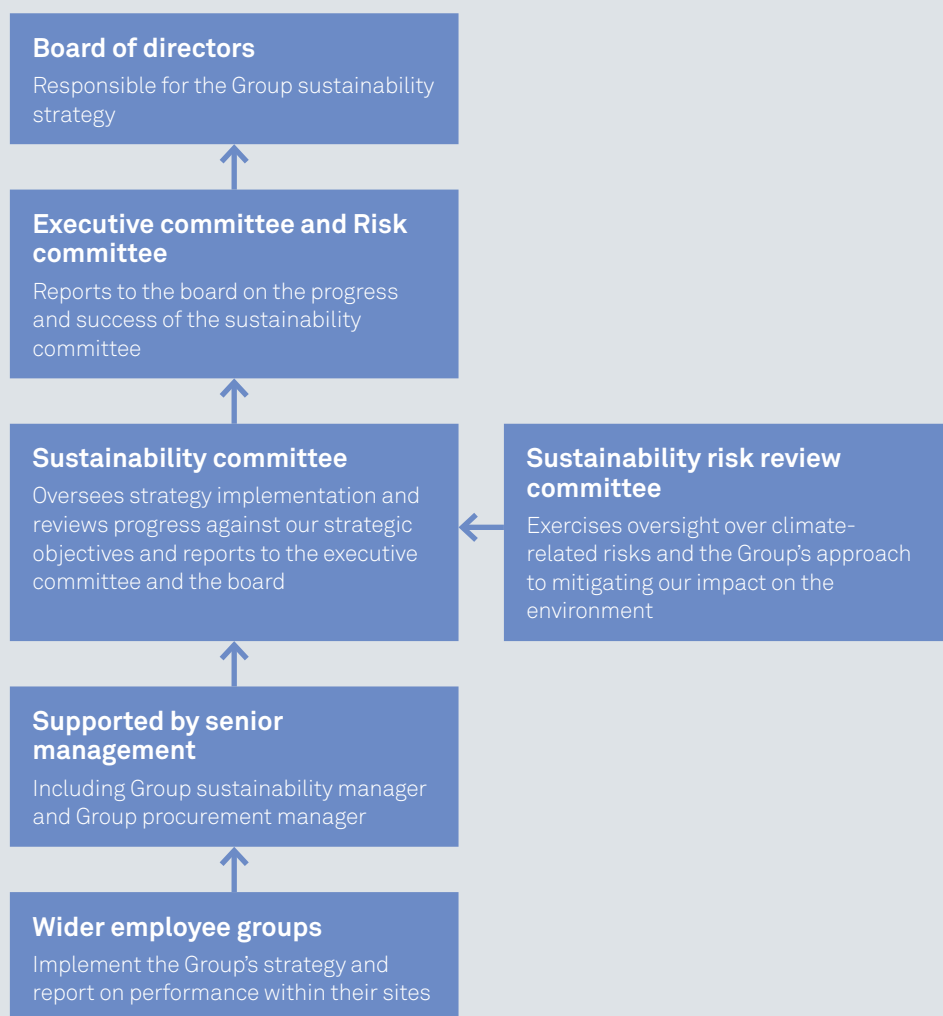 Board of directors
Responsible for the Group sustainability
strategy
Executive committee and Risk
committee
Reports to the board on the progress
and success of the sustainability
committee
Sustainability committee
Oversees strategy implementation and
reviews progress against our strategic
objectives and reports to the executive
committee and the board
Sustainability risk review
committee
Exercises oversight over climate-
related risks and the Group’s approach
to mitigating our impact on the
environment
Supported by senior
management
Including Group sustainability manager
and Group procurement manager
Wider employee groups
Implement the Group’s strategy and
report on performance within their sites